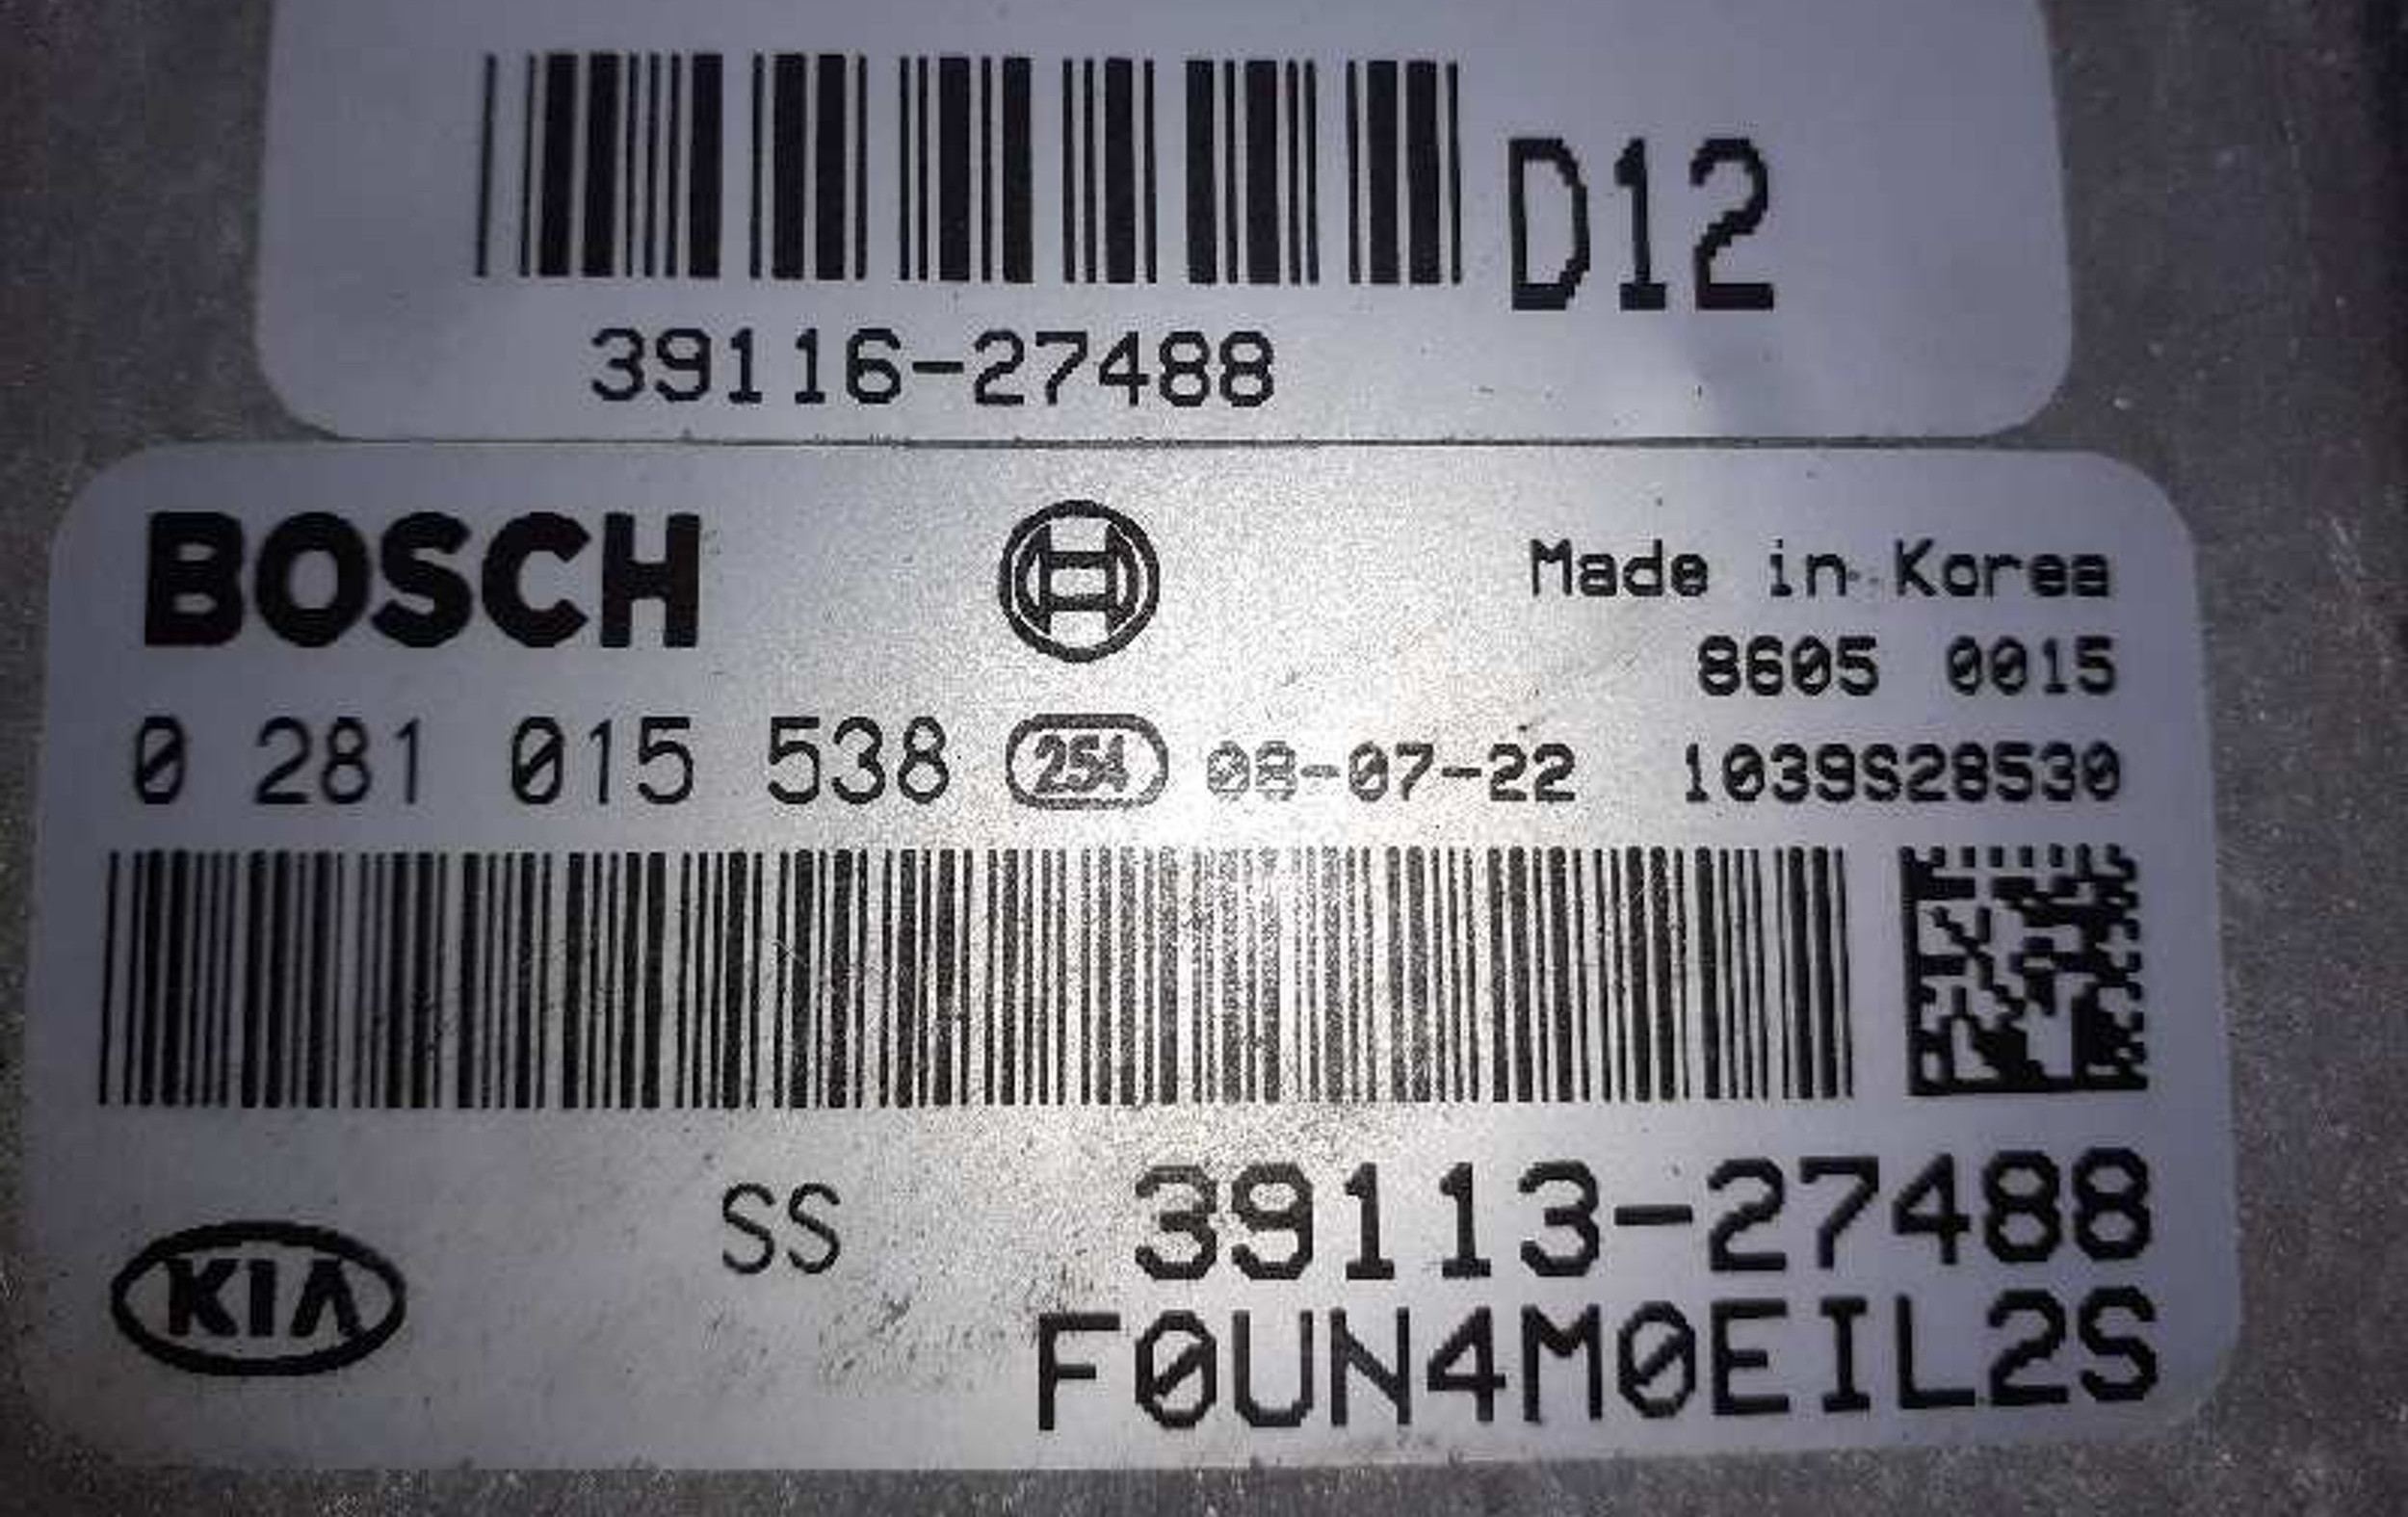 D12
39116-27488
BOSCH
Made in Korea
8605 0015
0 281 015 538 254 08-07-22 1039S28530
KIA
SS 39113-27488
F0UN4M0EIL2S